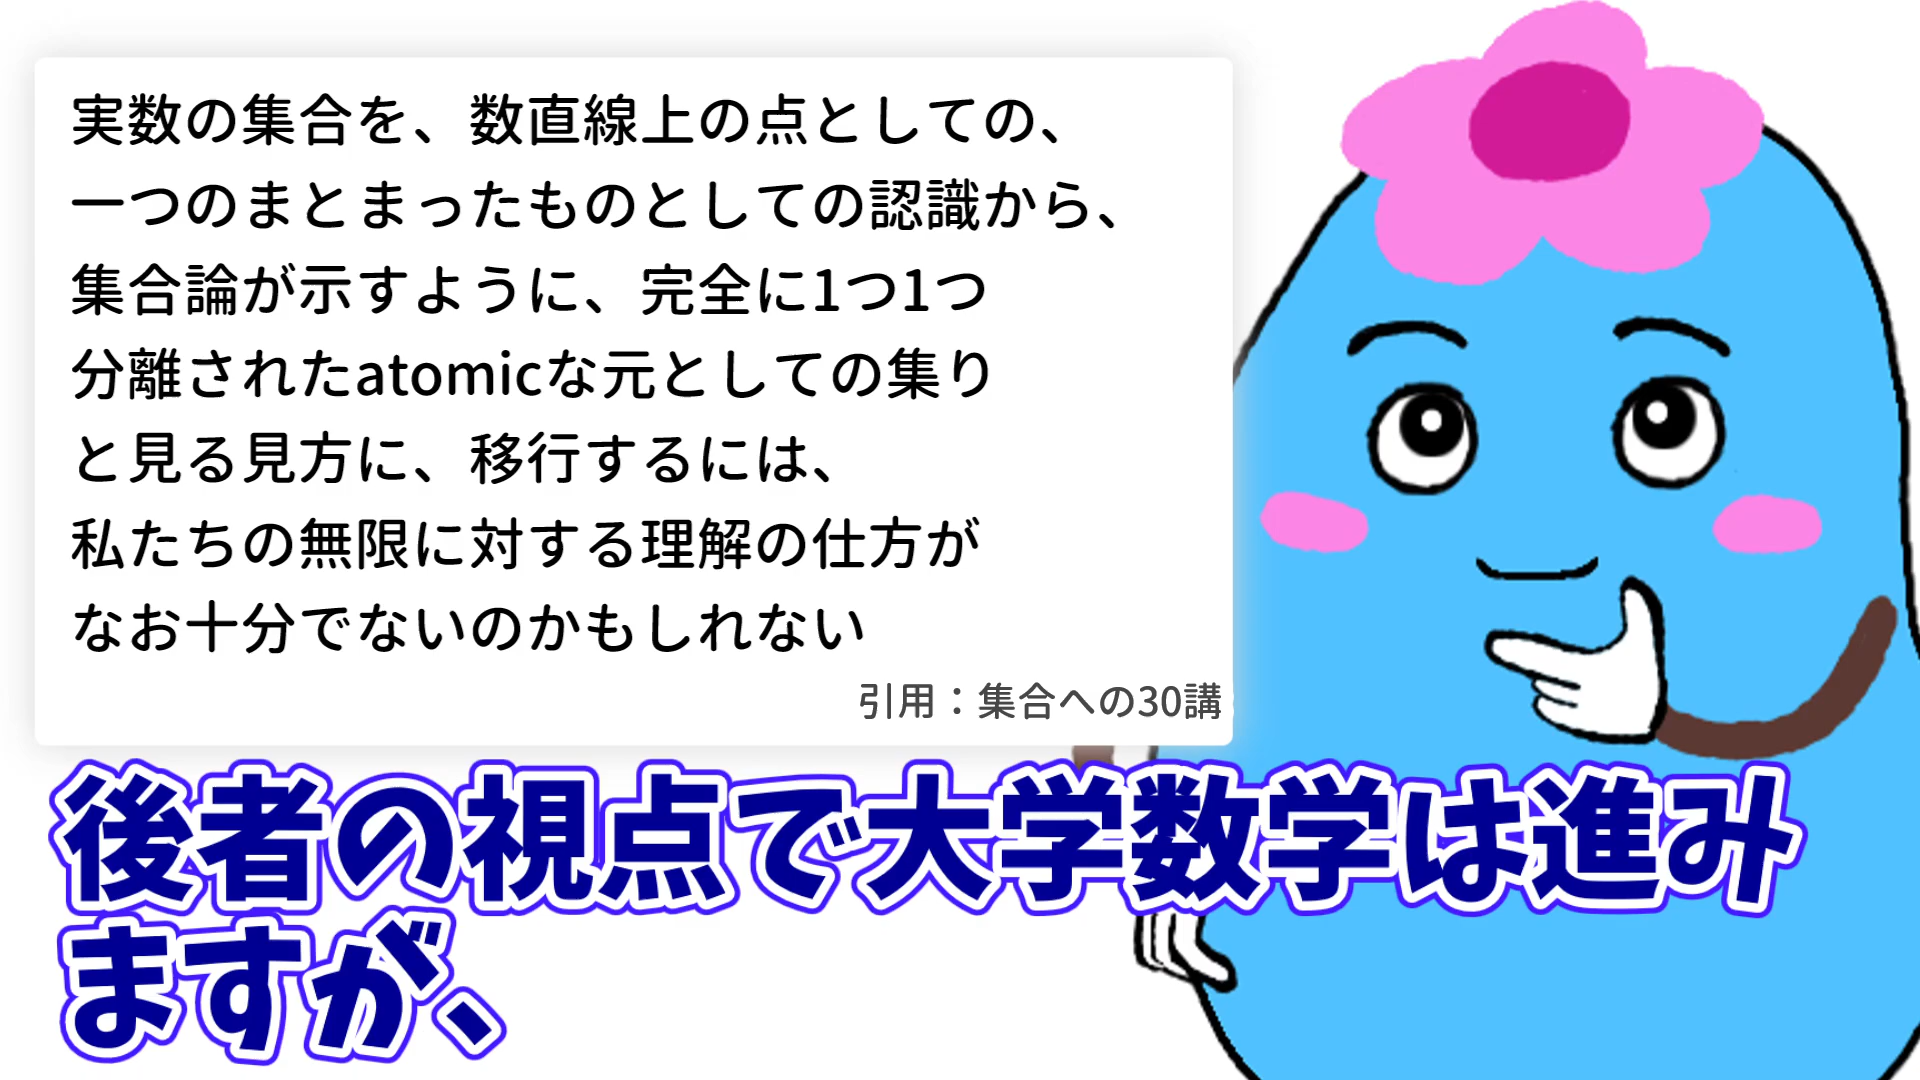 実数の集合を、数直線上の点としての、
一つのまとまったものとしての認識から、
集合論が示すように、完全に1つ1つ
分離されたatomicな元としての集り
と見る見方に、移行するには、
私たちの無限に対する理解の仕方が
なお十分でないのかもしれない
引用：集合への30講
後者の視点で大学数学は進み
ますが、